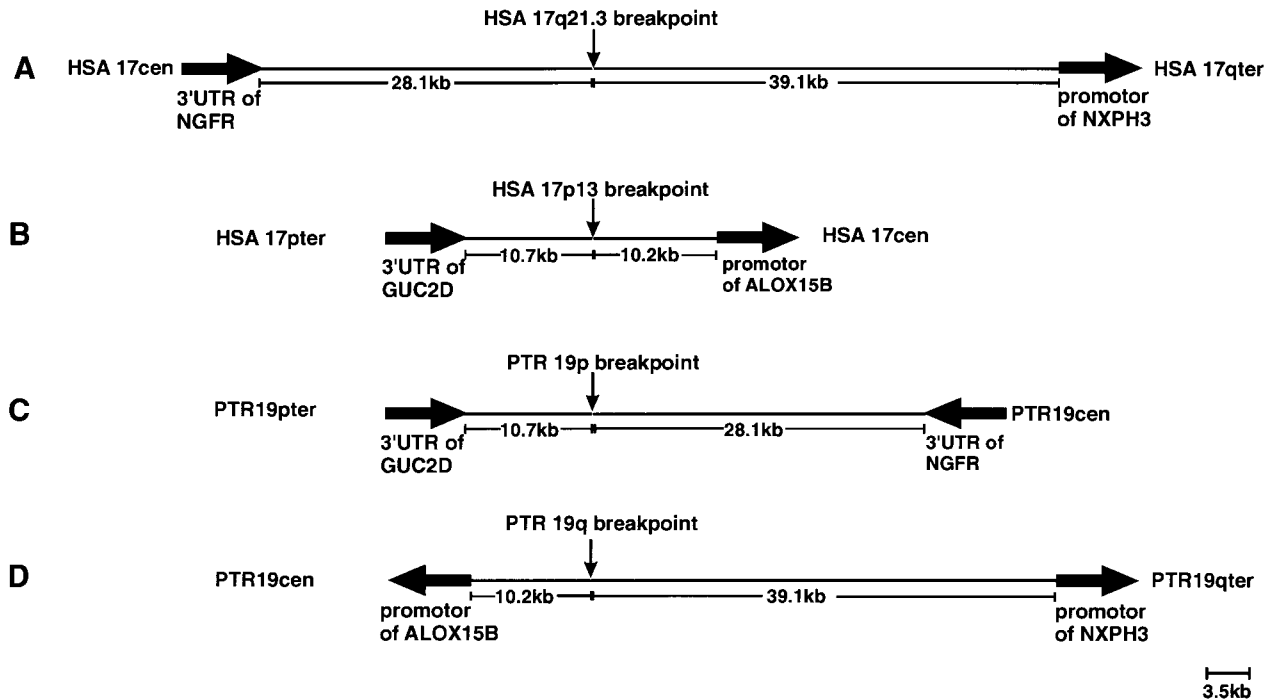 HSA 17q21.3 breakpoint
A
HSA 17cen
HSA 17qter
28.1kb
39.1kb
3'UTR of
NGFR
promotor
of NXPH3
HSA 17p13 breakpoint
B
HSA 17pter
HSA 17cen
10.7kb
10.2kb
3'UTR of
GUC2D
promotor
of ALOX15B
PTR 19p breakpoint
C
PTR19pter
PTR19cen
10.7kb
28.1kb
3'UTR of
GUC2D
3'UTR of
NGFR
PTR 19q breakpoint
D
PTR19cen
PTR19qter
10.2kb
39.1kb
promotor
of ALOX15B
promotor
of NXPH3
3.5kb